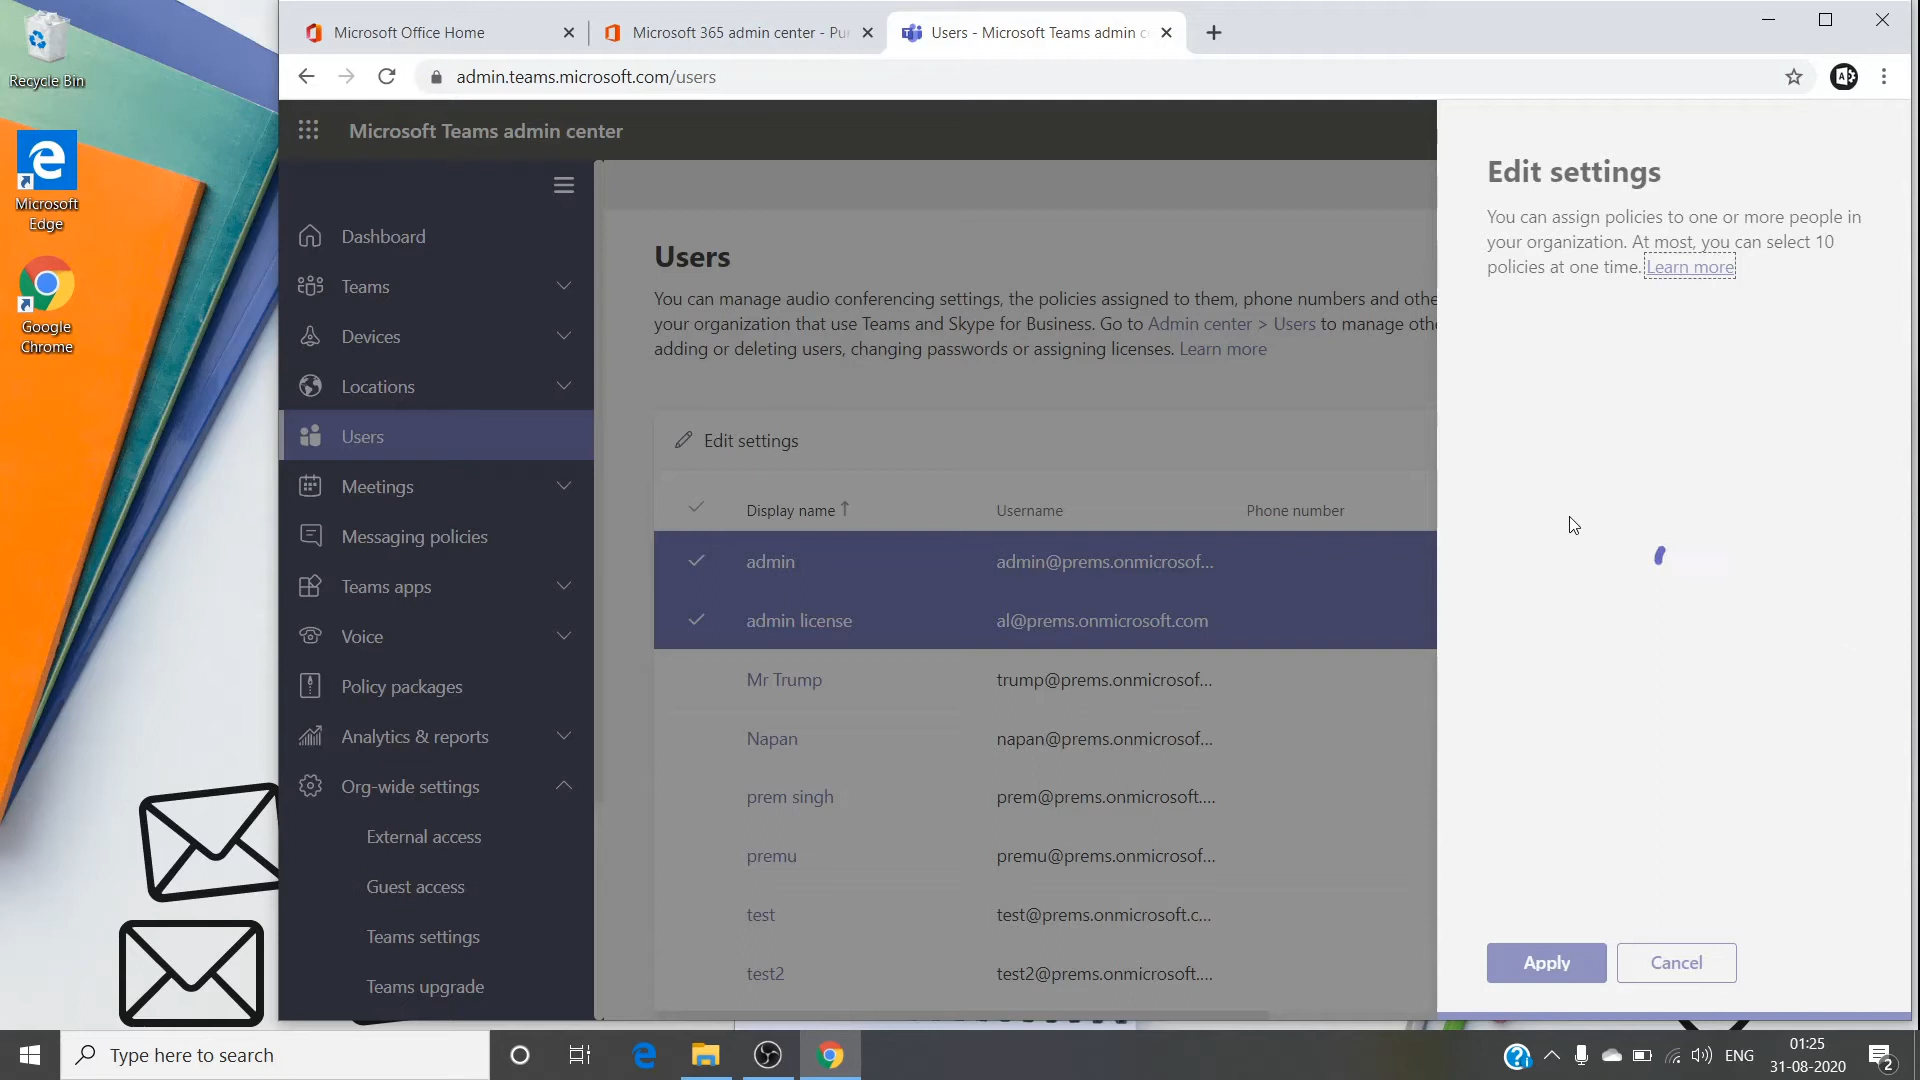 Recycle Bin
Microsoft
Edge
Google
Chrome
Microsoft Office Home
Microsoft 365 admin center - Pu
Users - Microsoft Teams admin c
admin.teams.microsoft.com/users
Microsoft Teams admin center
Dashboard
Teams
Devices
Locations
Users
Meetings
Messaging policies
Teams apps
Voice
Policy packages
Analytics & reports
Org-wide settings
External access
Guest access
Teams settings
Teams upgrade
Users
You can manage audio conferencing settings, the policies assigned to them, phone numbers and othe
your organization that use Teams and Skype for Business. Go to Admin center > Users to manage othe
adding or deleting users, changing passwords or assigning licenses. Learn more
Edit settings
Display name Username Phone number
admin admin@prems.onmicrosof...
admin license al@prems.onmicrosoft.com
Mr Trump trump@prems.onmicrosof...
Napan napan@prems.onmicrosof...
prem singh prem@prems.onmicrosoft....
premu premu@prems.onmicrosof...
test test@prems.onmicrosoft.c...
test2 test2@prems.onmicrosoft....
Edit settings
You can assign policies to one or more people in
your organization. At most, you can select 10
policies at one time. Learn more
Apply Cancel
Type here to search
ENG
01:25
31-08-2020
2